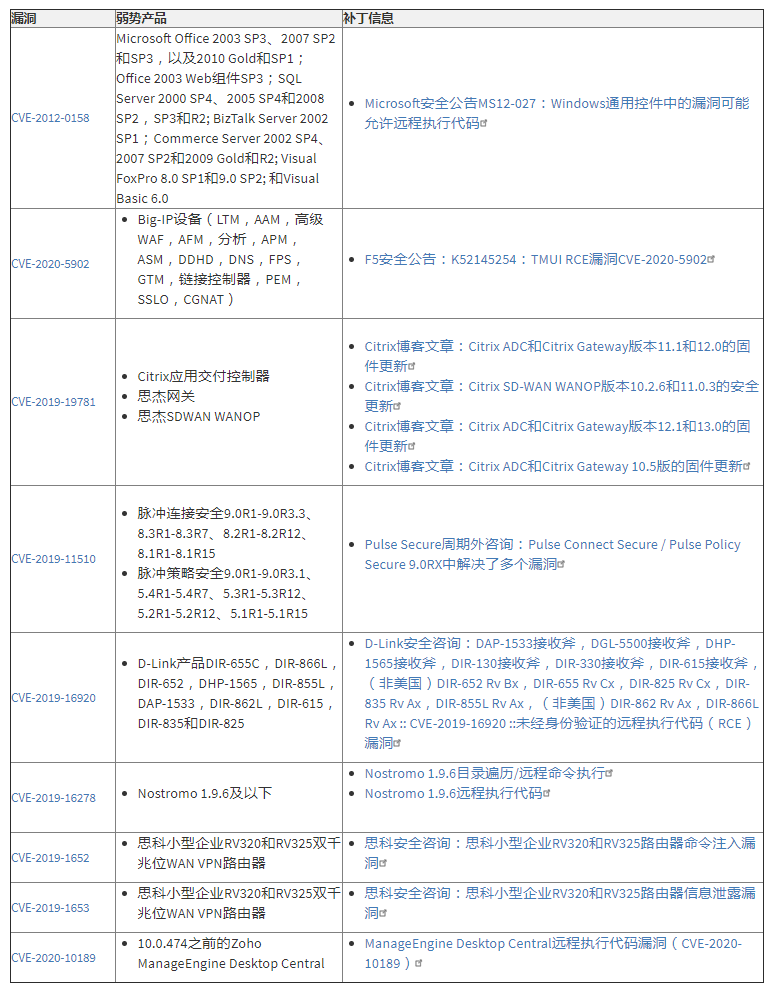 漏洞
弱势产品
补丁信息
CVE-2012-0158
Microsoft Office 2003 SP3、2007 SP2
和SP3，以及2010 Gold和SP1；
Office 2003 Web组件SP3；SQL
Server 2000 SP4、2005 SP4和2008
SP2，SP3和R2; BizTalk Server 2002
SP1；Commerce Server 2002 SP4、
2007 SP2和2009 Gold和R2; Visual
FoxPro 8.0 SP1和9.0 SP2; 和Visual
Basic 6.0
Microsoft安全公告MS12-027：Windows通用控件中的漏洞可能
允许远程执行代码
CVE-2020-5902
Big-IP设备（LTM，AAM，高级
WAF，AFM，分析，APM，
ASM，DDHD，DNS，FPS，
GTM，链接控制器，PEM，
SSLO，CGNAT）
F5安全公告：K52145254：TMUI RCE漏洞CVE-2020-5902
CVE-2019-19781
Citrix应用交付控制器
思杰网关
思杰SDWAN WANOP
Citrix博客文章：Citrix ADC和Citrix Gateway版本11.1和12.0的固
件更新
Citrix博客文章：Citrix SD-WAN WANOP版本10.2.6和11.0.3的安全
更新
Citrix博客文章：Citrix ADC和Citrix Gateway版本12.1和13.0的固
件更新
Citrix博客文章：Citrix ADC和Citrix Gateway 10.5版的固件更新
CVE-2019-11510
脉冲连接安全9.0R1-9.0R3.3、
8.3R1-8.3R7、8.2R1-8.2R12、
8.1R1-8.1R15
脉冲策略安全9.0R1-9.0R3.1、
5.4R1-5.4R7、5.3R1-5.3R12、
5.2R1-5.2R12、5.1R1-5.1R15
Pulse Secure周期外咨询：Pulse Connect Secure / Pulse Policy
Secure 9.0RX中解决了多个漏洞
CVE-2019-16920
D-Link产品DIR-655C，DIR-866L，
DIR-652，DHP-1565，DIR-855L，
DAP-1533，DIR-862L，DIR-615，
DIR-835和DIR-825
D-Link安全咨询：DAP-1533接收斧，DGL-5500接收斧，DHP-
1565接收斧，DIR-130接收斧，DIR-330接收斧，DIR-615接收斧，
（非美国）DIR-652 Rv Bx，DIR-655 Rv Cx，DIR-825 Rv Cx，DIR-
835 Rv Ax，DIR-855L Rv Ax，（非美国）DIR-862 Rv Ax，DIR-866L
Rv Ax :: CVE-2019-16920 ::未经身份验证的远程执行代码（RCE）
漏洞
CVE-2019-16278
Nostromo 1.9.6及以下
Nostromo 1.9.6目录遍历/远程命令执行
Nostromo 1.9.6远程执行代码
CVE-2019-1652
思科小型企业RV320和RV325双千
兆位WAN VPN路由器
思科安全咨询：思科小型企业RV320和RV325路由器命令注入漏
洞
CVE-2019-1653
思科小型企业RV320和RV325双千
兆位WAN VPN路由器
思科安全咨询：思科小型企业RV320和RV325路由器信息泄露漏
洞
CVE-2020-10189
10.0.474之前的Zoho
ManageEngine Desktop Central
ManageEngine Desktop Central远程执行代码漏洞（CVE-2020-
10189）